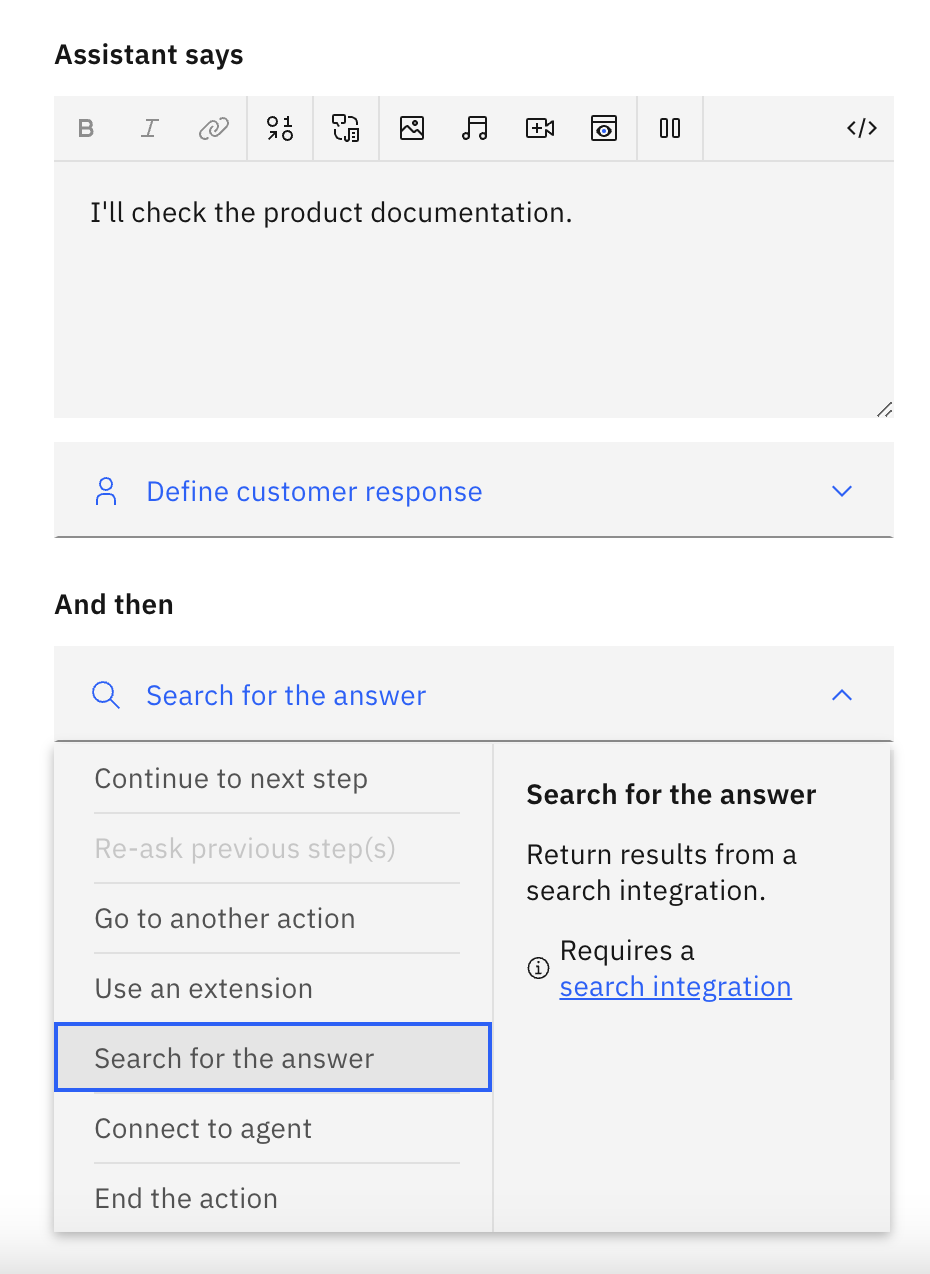 Assistant says
B I
I'll check the product documentation.
Define customer response
And then
Search for the answer
Continue to next step
Re-ask previous step(s)
Go to another action
Use an extension
Search for the answer
Connect to agent
End the action
Search for the answer
Return results from a
search integration.
Requires a
search integration